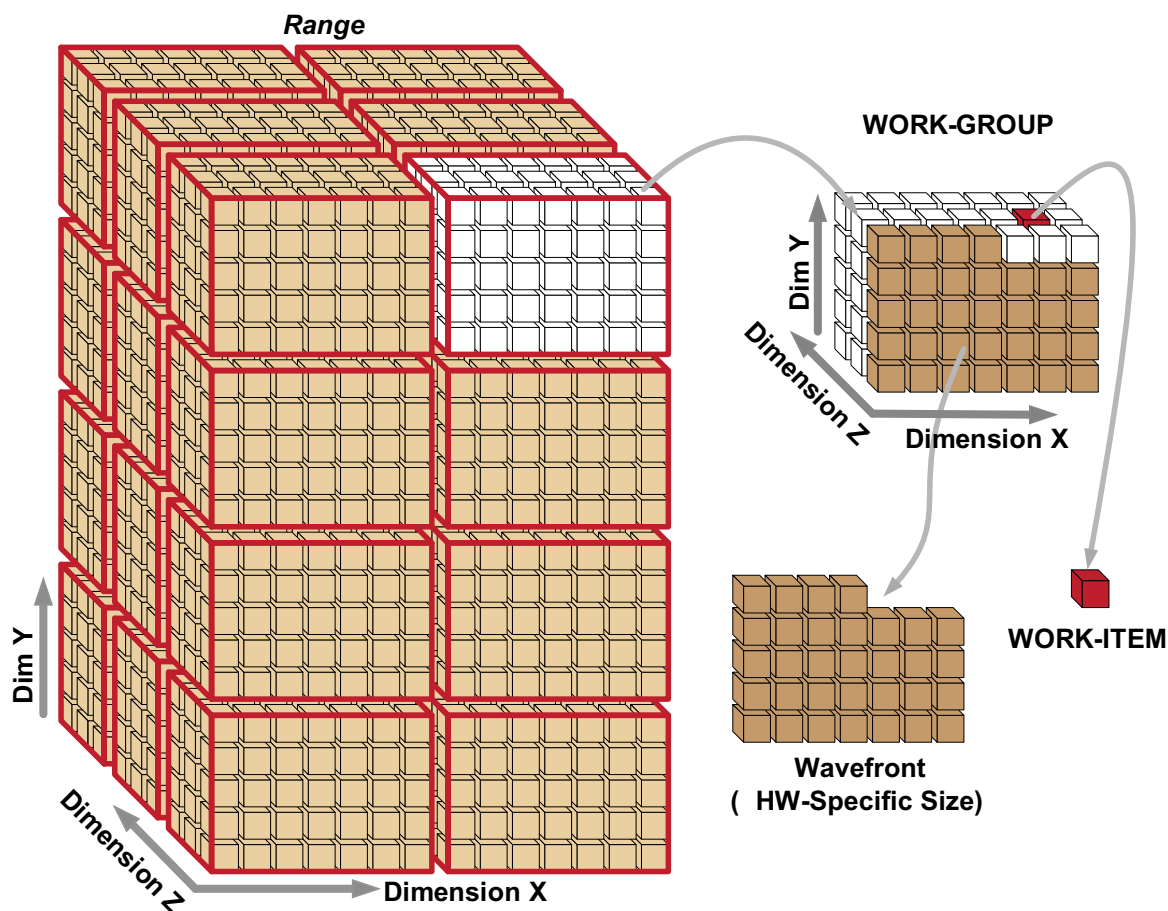 Range
WORK-GROUP
Dim Y
Dimension Z
Dimension X
WORK-ITEM
Wavefront
( HW-Specific Size)
Dim Y
Dimension Z
Dimension X